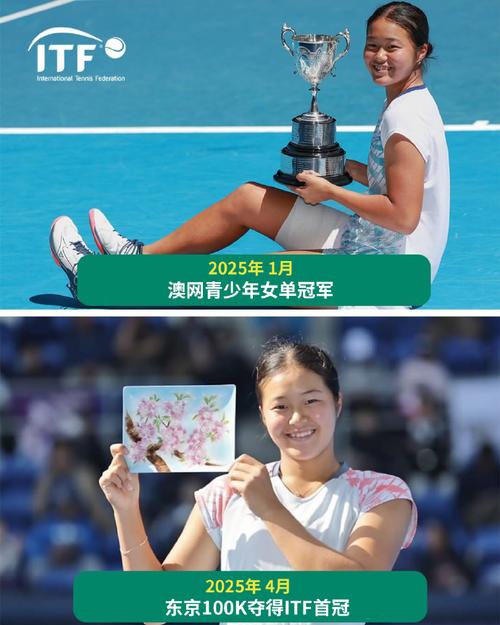 ITF
International Tennis Federation
2025年 1月
澳网青少年女单冠军
2025年 4月
东京100K夺得ITF首冠